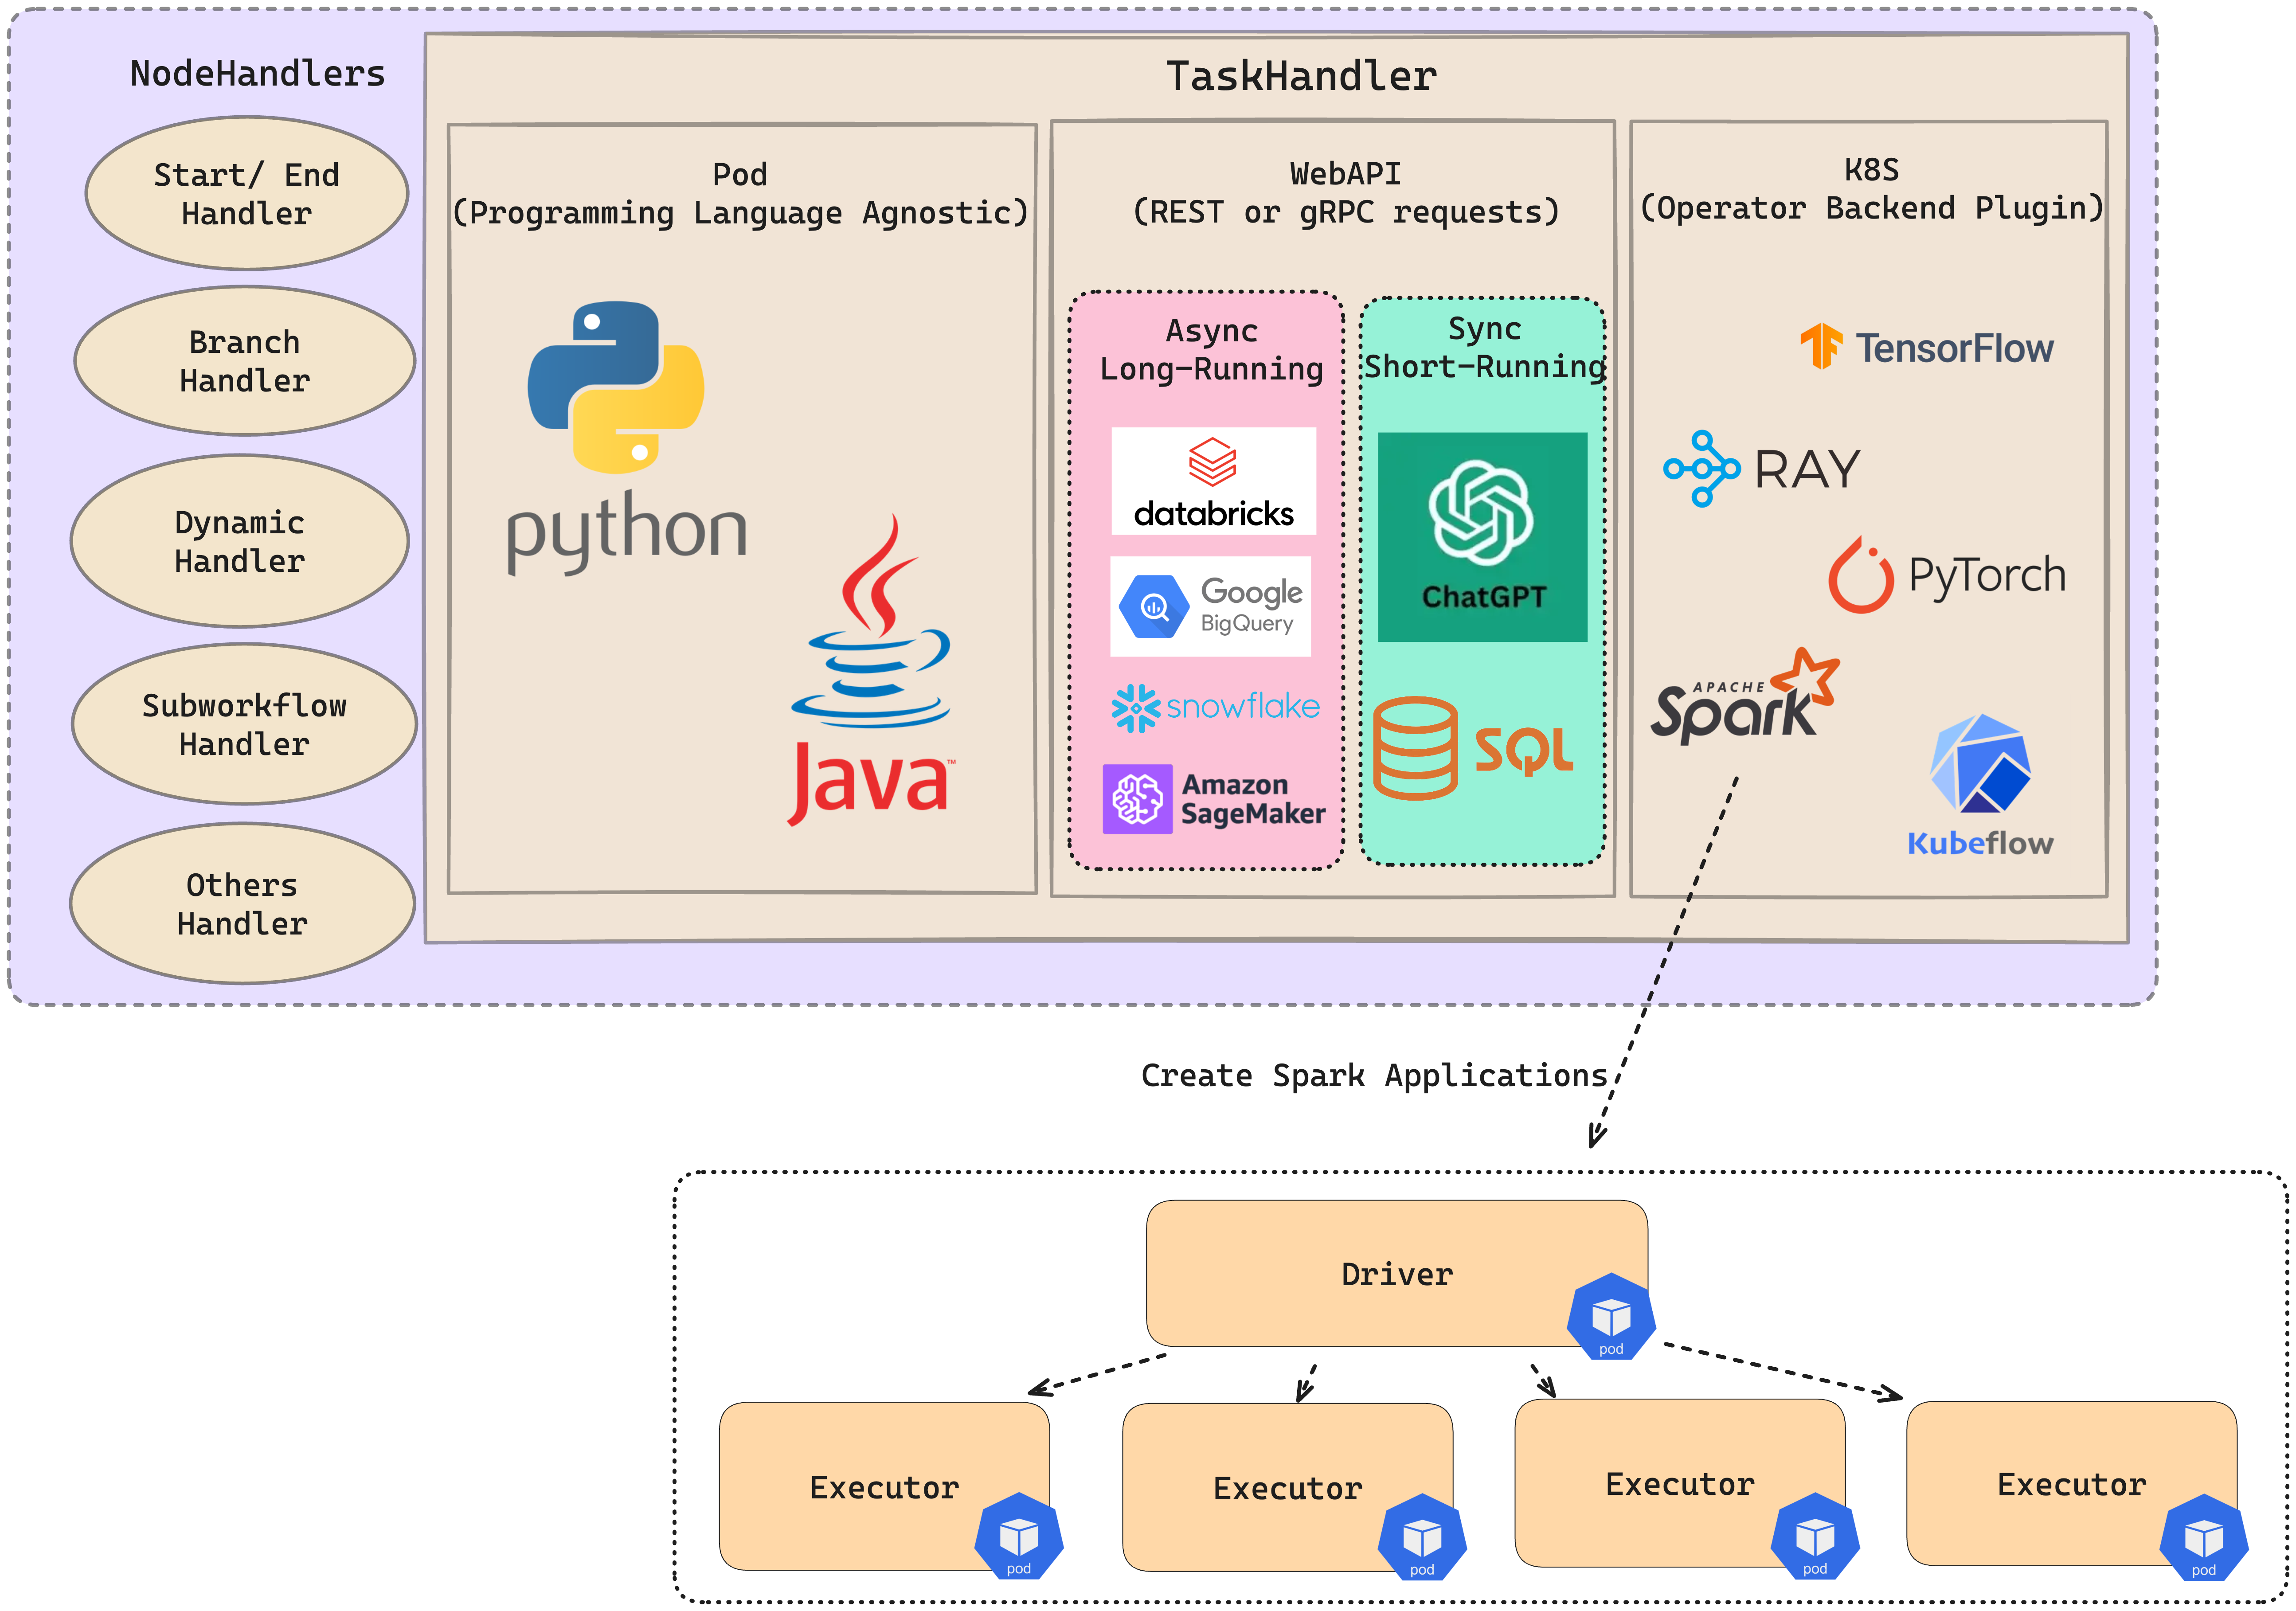 NodeHandlers
Start/ End
Handler
Branch
Handler
Dynamic
Handler
Subworkflow
Handler
Others
Handler
TaskHandler
Pod
(Programming Language Agnostic)
python
Java™
WebAPI
(REST or gRPC requests)
Async
Long-Running
databricks
Google
BigQuery
snowflake
Amazon
SageMaker
Sync
Short-Running
ChatGPT
SQL
K8S
(Operator Backend Plugin)
TensorFlow
RAY
PyTorch
APACHE
Spark
Kubeflow
Create Spark Applications
Driver
pod
Executor
pod
Executor
pod
Executor
pod
Executor
pod